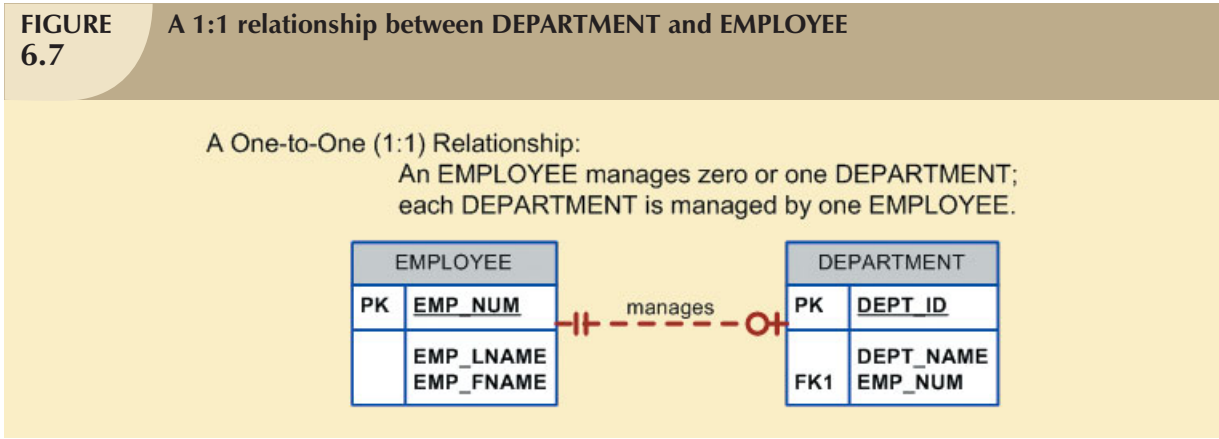 FIGURE 6.7
A 1:1 relationship between DEPARTMENT and EMPLOYEE
A One-to-One (1:1) Relationship:
An EMPLOYEE manages zero or one DEPARTMENT;
each DEPARTMENT is managed by one EMPLOYEE.
EMPLOYEE
PK EMP_NUM
EMP_LNAME
EMP_FNAME
manages
DEPARTMENT
PK DEPT_ID
DEPT_NAME
FK1 EMP_NUM